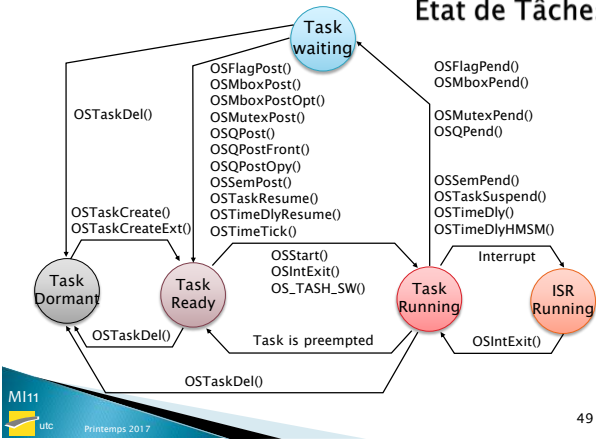 Etat de Tâche
Task
waiting
OSTaskDel()
OSFlagPost()
OSMboxPost()
OSMboxPostOpt()
OSMutexPost()
OSQPost()
OSQPostFront()
OSQPostOpy()
OSSemPost()
OSTaskResume()
OSTimeDlyResume()
OSTimeTick()
OSFlagPend()
OSMboxPend()
OSMutexPend()
OSQPend()
OSSemPend()
OSTaskSuspend()
OSTimeDly()
OSTimeDlyHMSM()
OSTaskCreate()
OSTaskCreateExt()
OSStart()
OSIntExit()
OS_TASH_SW()
Interrupt
Task
Dormant
Task
Ready
Task
Running
ISR
Running
OSTaskDel()
Task is preempted
OSIntExit()
OSTaskDel()
MI11
utc
Printemps 2017
49